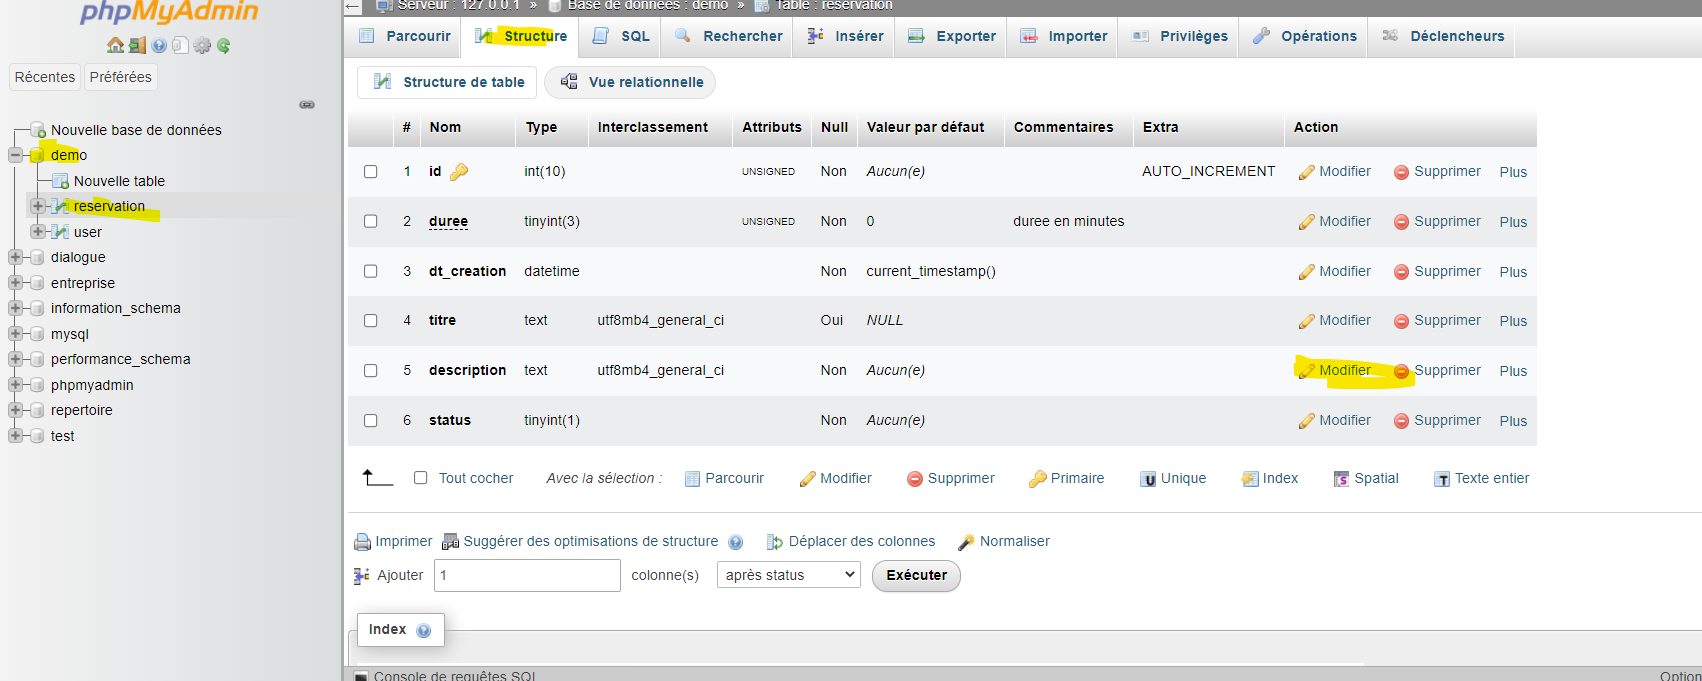 phpMyAdmin
Récentes Préférées
Nouvelle base de données
demo
Nouvelle table
reservation
user
dialogue
entreprise
information_schema
mysql
performance_schema
phpmyadmin
repertoire
test
Serveur : 127.0.0.1 » Base de données : demo » Table : reservation
Parcourir Structure SQL Rechercher Insérer Exporter Importer Privilèges Opérations Déclencheurs
Structure de table Vue relationnelle
# Nom Type Interclassement Attributs Null Valeur par défaut Commentaires Extra Action
1 id int(10) UNSIGNED Non Aucun(e) AUTO_INCREMENT Modifier Supprimer Plus
2 duree tinyint(3) UNSIGNED Non 0 duree en minutes Modifier Supprimer Plus
3 dt_creation datetime Non current_timestamp() Modifier Supprimer Plus
4 titre text utf8mb4_general_ci Oui NULL Modifier Supprimer Plus
5 description text utf8mb4_general_ci Non Aucun(e) Modifier Supprimer Plus
6 status tinyint(1) Non Aucun(e) Modifier Supprimer Plus
Tout cocher Avec la sélection : Parcourir Modifier Supprimer Primaire Unique Index Spatial Texte entier
Imprimer Suggérer des optimisations de structure Déplacer des colonnes Normaliser
Ajouter 1 colonne(s) après status Exécuter
Index
Console de requêtes SQL Option